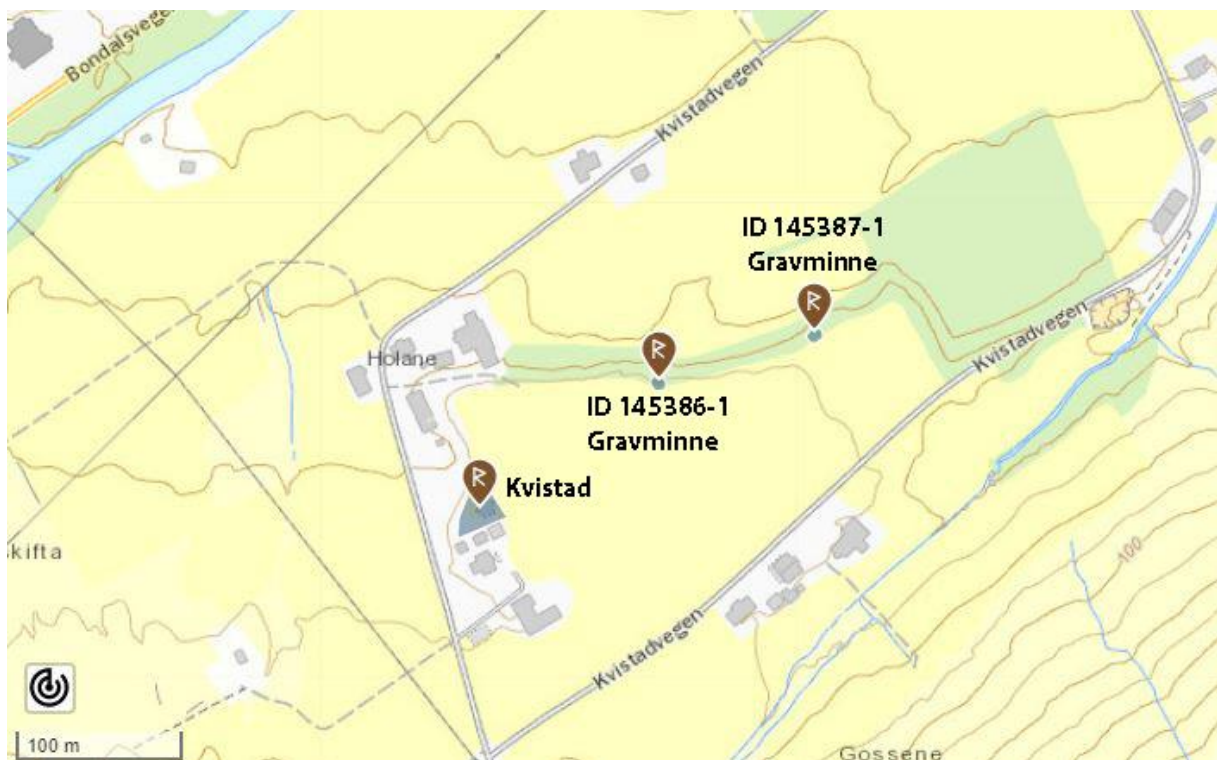 Bondalsvegen
Kvistadvegen
ID 145387-1
Gravminne
Holane
Kvistadvegen
ID 145386-1
Gravminne
Kvistad
kifta
100
Kvistadvegen
100 m
Gossene